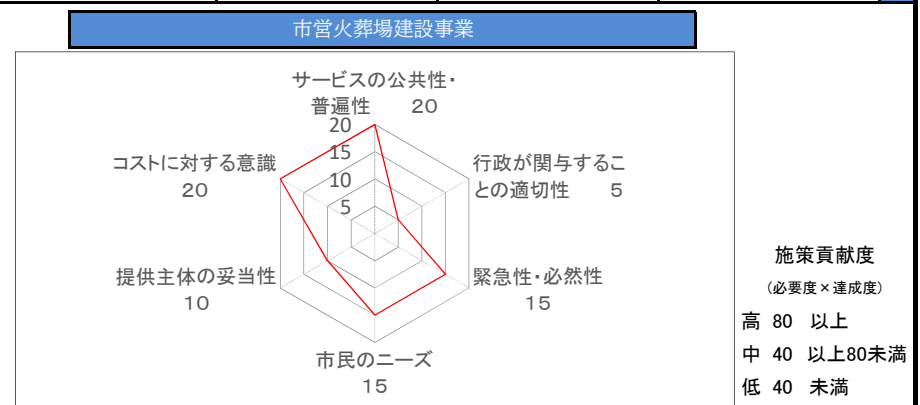 市営火葬場建設事業
サービスの公共性・
普遍性 20
20
15
10
5
コストに対する意識
20
行政が関与するこ
との適切性 5
提供主体の妥当性
10
緊急性・必然性
15
市民のニーズ
15
施策貢献度
(必要度×達成度)
高 80 以上
中 40 以上80未満
低 40 未満